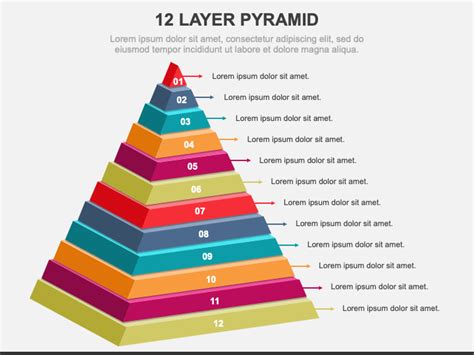 12 LAYER PYRAMID
Lorem ipsum dolor sit amet, consectetur adipiscing elit, sed do
eiusmod tempor incididunt ut labore et dolore magna aliqua.
01 Lorem ipsum dolor sit amet.
02 Lorem ipsum dolor sit amet.
03 Lorem ipsum dolor sit amet.
04 Lorem ipsum dolor sit amet.
05 Lorem ipsum dolor sit amet.
06 Lorem ipsum dolor sit amet.
07 Lorem ipsum dolor sit amet.
08 Lorem ipsum dolor sit amet.
09 Lorem ipsum dolor sit amet.
10 Lorem ipsum dolor sit amet.
11 Lorem ipsum dolor sit amet.
12 Lorem ipsum dolor sit amet.